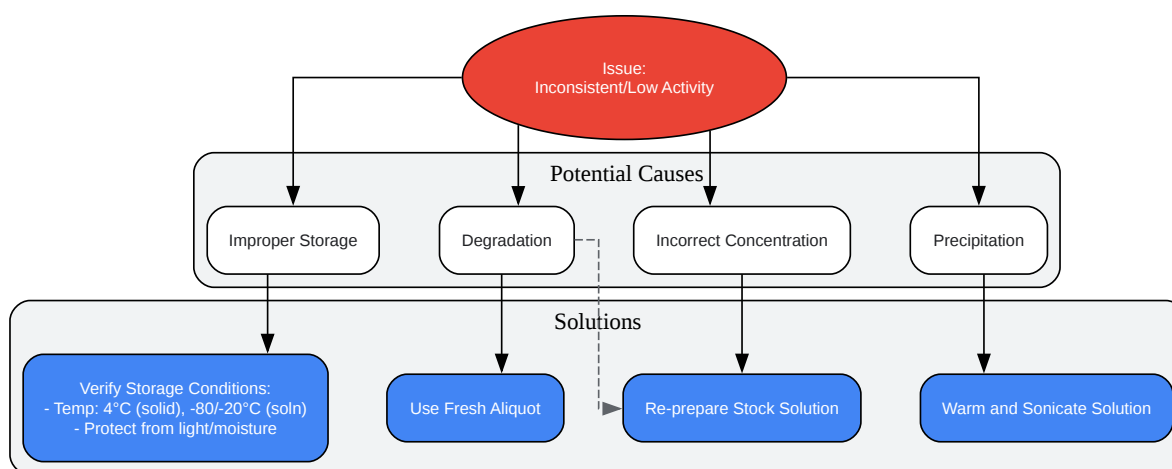 Issue:
Inconsistent/Low Activity
Potential Causes
Improper Storage
Degradation
Incorrect Concentration
Precipitation
Solutions
Verify Storage Conditions:
- Temp: 4°C (solid), -80/-20°C (soln)
- Protect from light/moisture
Use Fresh Aliquot
Re-prepare Stock Solution
Warm and Sonicate Solution